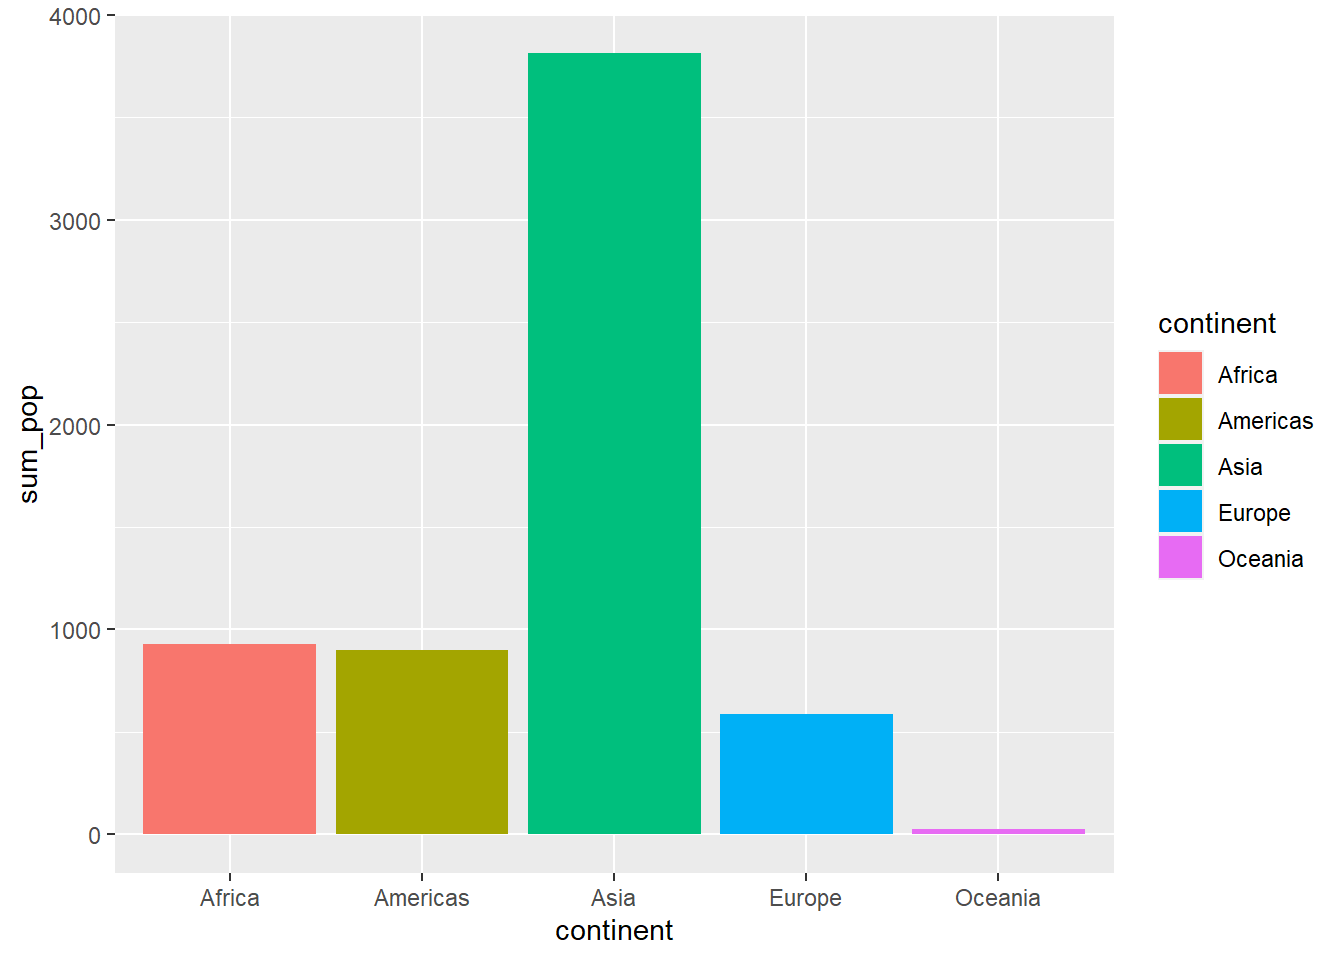 4000
3000
2000
1000
0
sum_pop
Africa
Americas
Asia
Europe
Oceania
continent
continent
Africa
Americas
Asia
Europe
Oceania